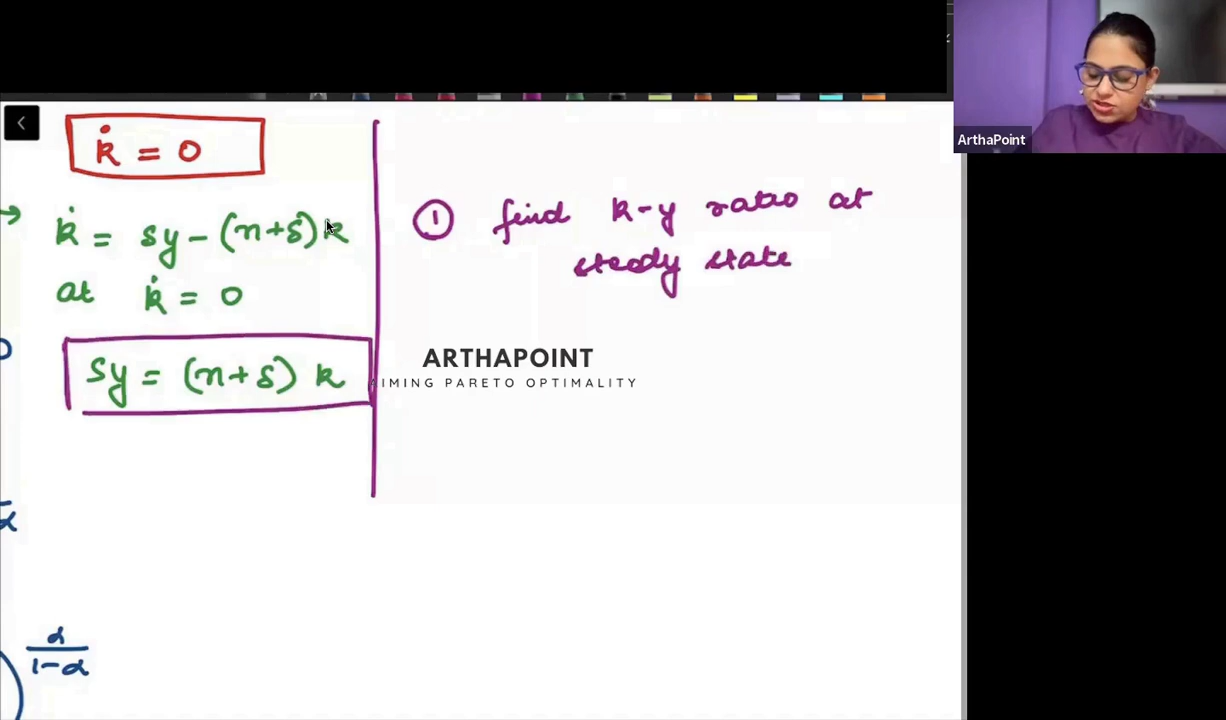 ArthaPoint
k̇ = 0
→ k̇ = sy - (n+δ)k
at k̇ = 0
sy = (n+δ) k
① find k-y ratio at
steady state
ARTHAPOINT
IMING PARETO OPTIMALITY
α
α/1-α